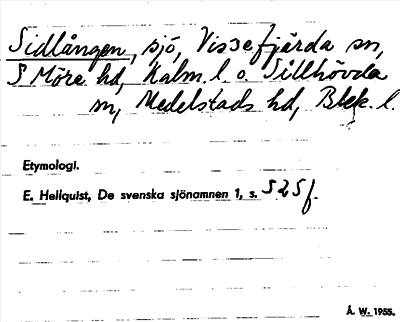 Sidlången, sjö, Vissefjärda sn,
S Möre hd, Kalm. l. o. Tillhövda
sn, Medelstads hd, Blek. l.
Etymologi.
E. Hellquist, De svenska sjönamnen 1, s. 525 f.
Å. W. 1955.